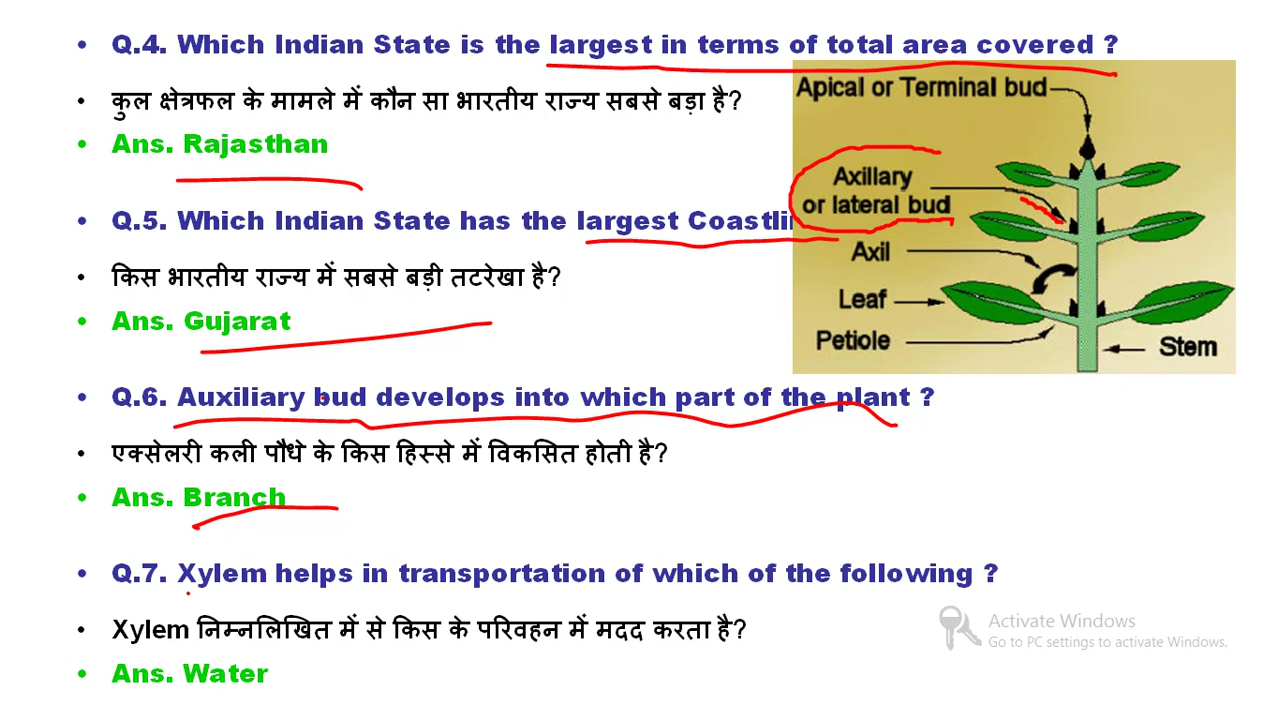 • Q.4. Which Indian State is the largest in terms of total area covered ?
• कुल क्षेत्रफल के मामले में कौन सा भारतीय राज्य सबसे बड़ा है?
• Ans. Rajasthan
• Q.5. Which Indian State has the largest
• किस भारतीय राज्य में सबसे बड़ी तटरेखा है?
• Ans. Gujarat
• Q.6. Auxiliary bud develops into which part of the plant ?
• एक्सेलरी कली पौधे के किस हिस्से में विकसित होती है?
• Ans. Branch
• Q.7. Xylem helps in transportation of which of the following ?
• Xylem निम्नलिखित में से किस के परिवहन में मदद करता है?
• Ans. Water
Apical or Terminal bud
Axillary
or lateral bud
Axil
Leaf
Petiole
Stem
Activate Windows
Go to PC settings to activate Windows.